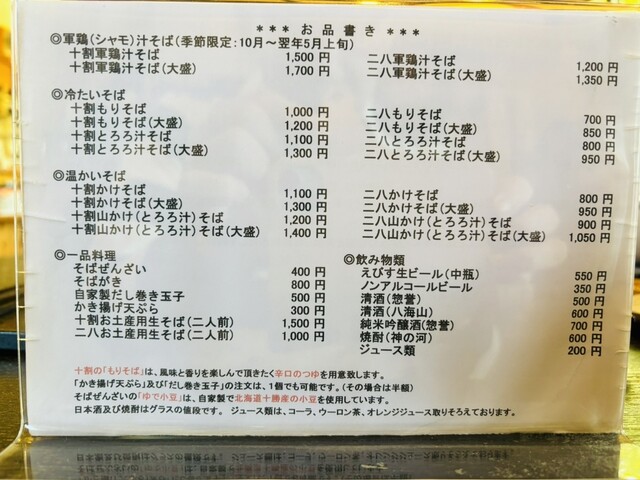 *** お品書き ***
◎軍鶏(シャモ)汁そば(季節限定:10月～翌年5月上旬)
十割軍鶏汁そば 1,500 円 二八軍鶏汁そば 1,200 円
十割軍鶏汁そば(大盛) 1,700 円 二八軍鶏汁そば(大盛) 1,350 円
◎冷たいそば
十割もりそば 1,000 円 二八もりそば 700 円
十割もりそば(大盛) 1,200 円 二八もりそば(大盛) 850 円
十割とろろ汁そば 1,100 円 二八とろろ汁そば 800 円
十割とろろ汁そば(大盛) 1,300 円 二八とろろ汁そば(大盛) 950 円
◎温かいそば
十割かけそば 1,100 円 二八かけそば 800 円
十割かけそば(大盛) 1,300 円 二八かけそば(大盛) 950 円
十割山かけ(とろろ汁)そば 1,200 円 二八山かけ(とろろ汁)そば 900 円
十割山かけ(とろろ汁)そば(大盛) 1,400 円 二八山かけ(とろろ汁)そば(大盛) 1,050 円
◎一品料理
そばぜんざい 400 円
そばがき 800 円
自家製だし巻き玉子 500 円
かき揚げ天ぷら 300 円
十割お土産用生そば(二人前) 1,500 円
二八お土産用生そば(二人前) 1,000 円
◎飲み物類
えびす生ビール(中瓶) 550 円
ノンアルコールビール 350 円
清酒(惣誉) 500 円
清酒(八海山) 600 円
純米吟醸酒(惣誉) 700 円
焼酎(神の河) 600 円
ジュース類 200 円
十割の「もりそば」は、風味と香りを楽しんで頂きたく辛口のつゆを用意致します。
「かき揚げ天ぷら」及び「だし巻き玉子」の注文は、1個でも可能です。(その場合は半額)
そばぜんざいの「ゆで小豆」は、自家製で北海道十勝産の小豆を使用しています。
日本酒及び焼酎はグラスの値段です。 ジュース類は、コーラ、ウーロン茶、オレンジジュース取りそろえております。